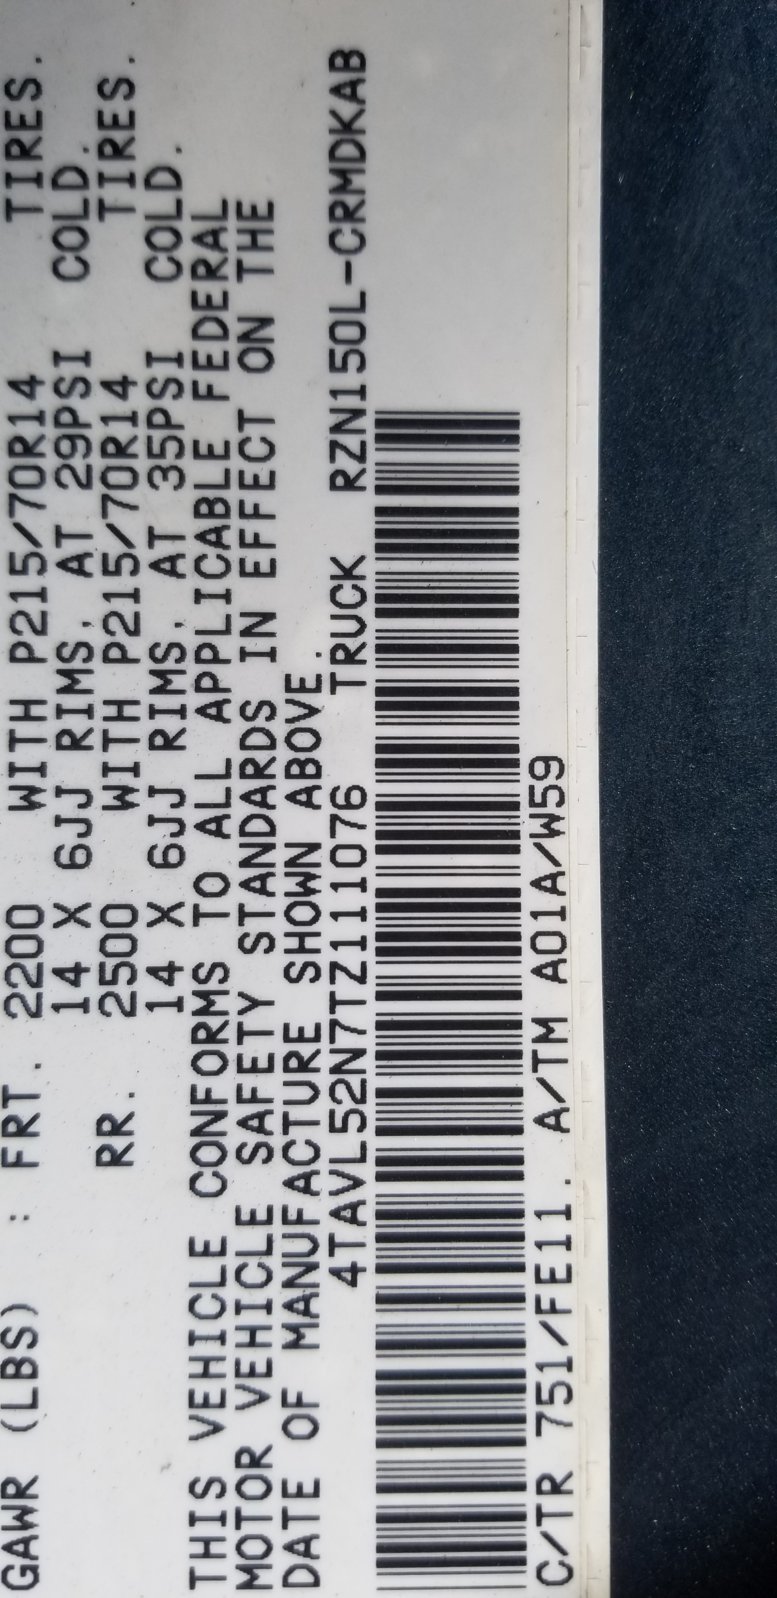 GAWR (LBS) : FRT. 2200 WITH P215/70R14 TIRES.
14 X 6JJ RIMS, AT 29PSI COLD.
RR. 2500 WITH P215/70R14 TIRES.
14 X 6JJ RIMS, AT 35PSI COLD.
THIS VEHICLE CONFORMS TO ALL APPLICABLE FEDERAL
MOTOR VEHICLE SAFETY STANDARDS IN EFFECT ON THE
DATE OF MANUFACTURE SHOWN ABOVE.
4TAVL52N7TZ111076 TRUCK RZN150L-CRMDKAB
C/TR 751/FE11. A/TM A01A/W59